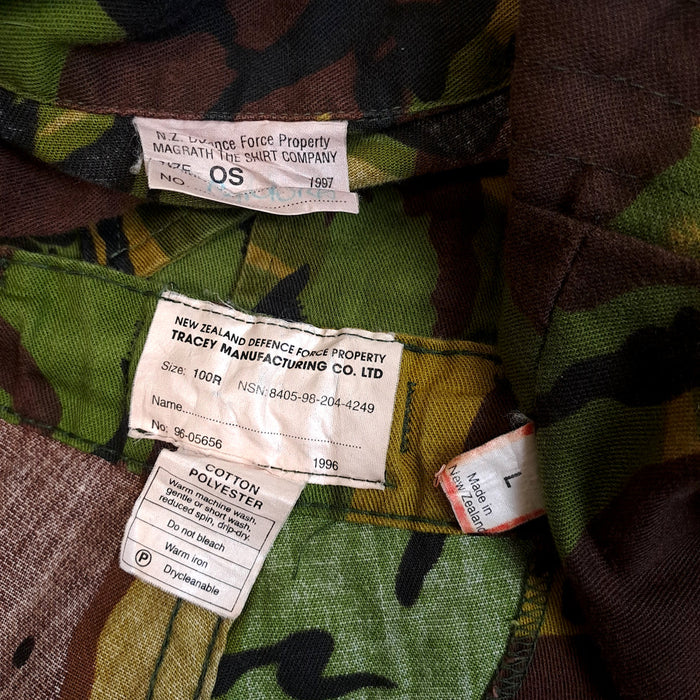 N.Z. Defence Force Property
MAGRATH THE SHIRT COMPANY
SIZE OS
NO 1997
NEW ZEALAND DEFENCE FORCE PROPERTY
TRACEY MANUFACTURING CO. LTD
Size: 100R NSN: 8405-98-204-4249
Name
No: 96-05656 1996
COTTON
POLYESTER
Warm machine wash,
gentle or short wash,
reduced spin, drip-dry.
Do not bleach
Warm iron
P Drycleanable
L
Made in
New Zealand